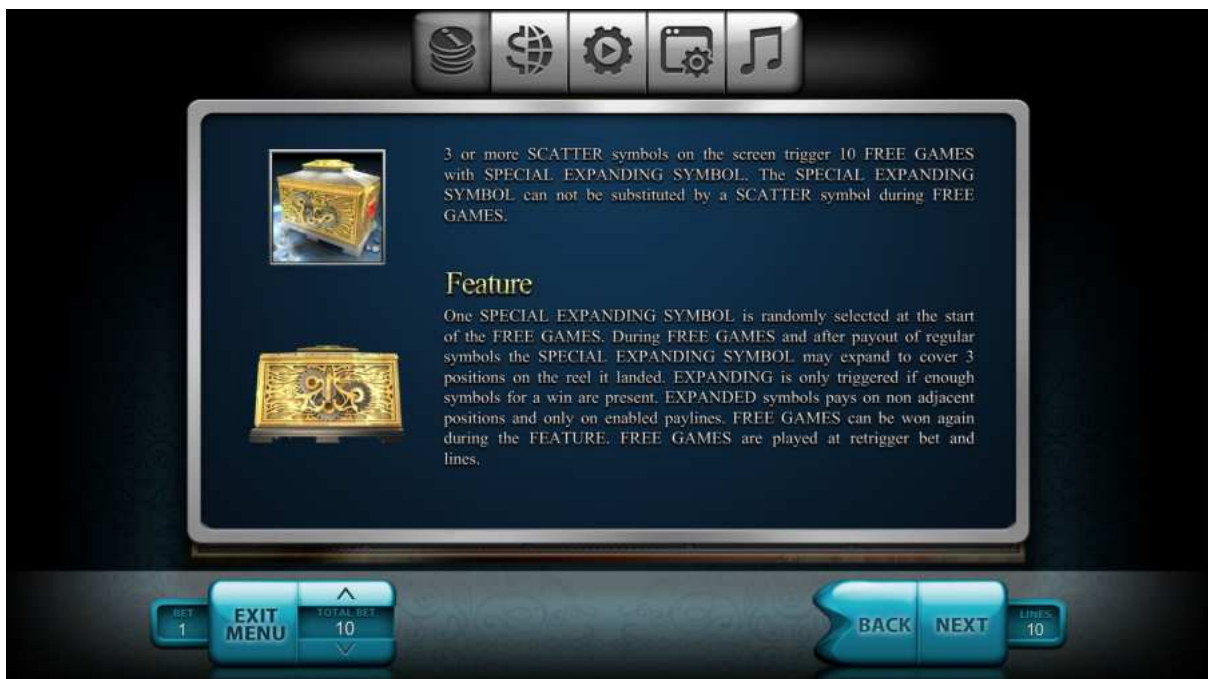 3 or more SCATTER symbols on the screen trigger 10 FREE GAMES
with SPECIAL EXPANDING SYMBOL. The SPECIAL EXPANDING
SYMBOL can not be substituted by a SCATTER symbol during FREE
GAMES.
Feature
One SPECIAL EXPANDING SYMBOL is randomly selected at the start
of the FREE GAMES. During FREE GAMES and after payout of regular
symbols the SPECIAL EXPANDING SYMBOL may expand to cover 3
positions on the reel it landed. EXPANDING is only triggered if enough
symbols for a win are present. EXPANDED symbols pays on non adjacent
positions and only on enabled paylines. FREE GAMES can be won again
during the FEATURE. FREE GAMES are played at retrigger bet and
lines.
BET
1
EXIT
MENU
TOTAL BET
10
BACK
NEXT
LINES
10